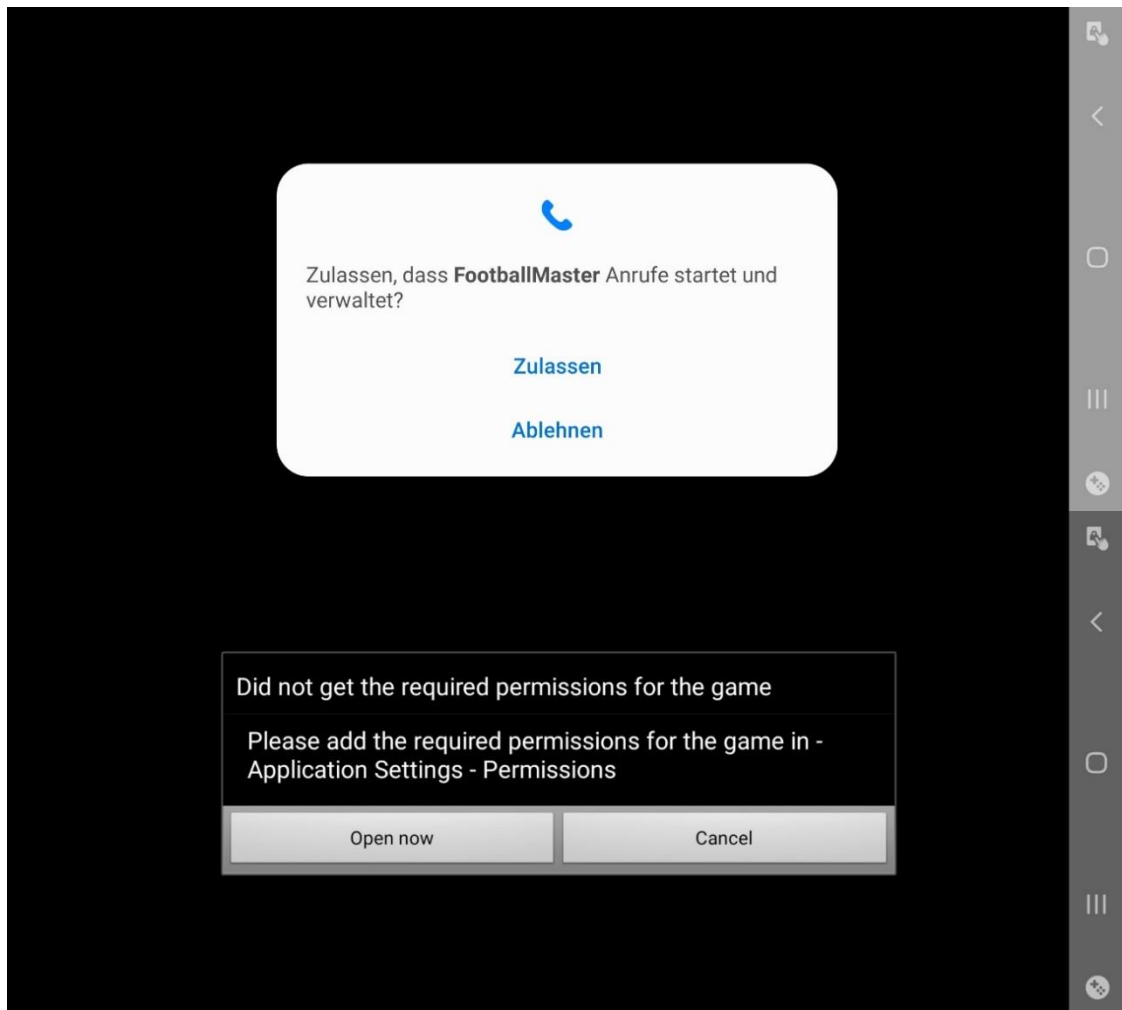 Zulassen, dass FootballMaster Anrufe startet und
verwaltet?
Zulassen
Ablehnen
Did not get the required permissions for the game
Please add the required permissions for the game in -
Application Settings - Permissions
Open now
Cancel